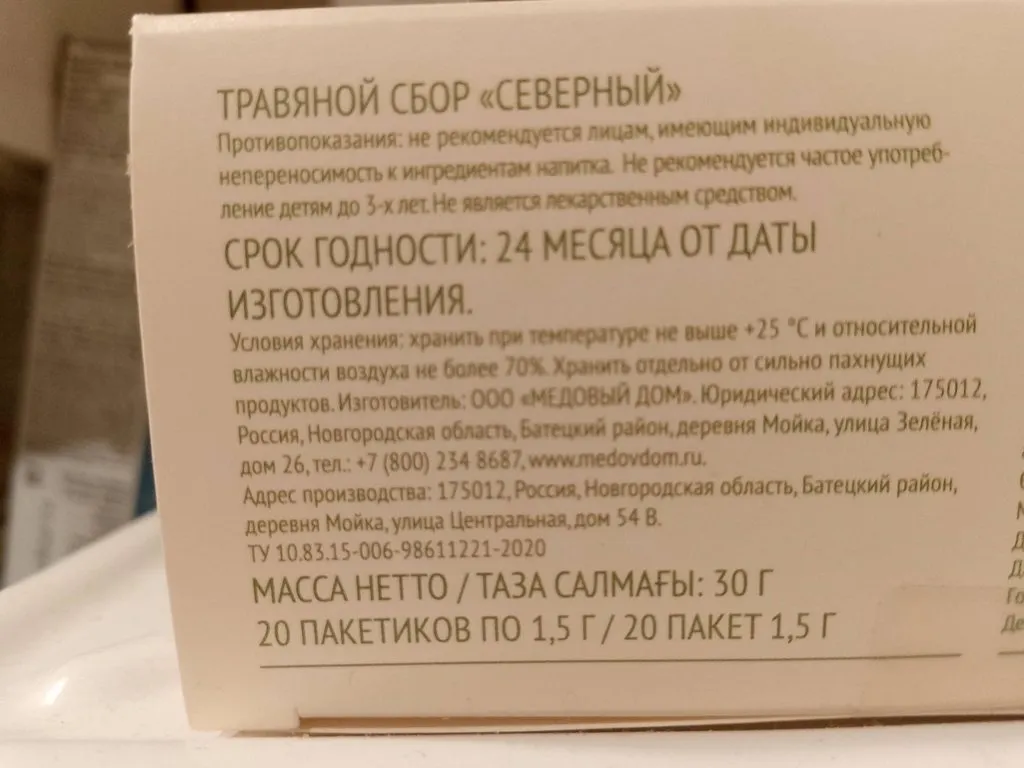 ТРАВЯНОЙ СБОР «СЕВЕРНЫЙ»
Противопоказания: не рекомендуется лицам, имеющим индивидуальную
непереносимость к ингредиентам напитка. Не рекомендуется частое употреб-
ление детям до 3-х лет. Не является лекарственным средством.
СРОК ГОДНОСТИ: 24 МЕСЯЦА ОТ ДАТЫ
ИЗГОТОВЛЕНИЯ.
Условия хранения: хранить при температуре не выше +25 °С и относительной
влажности воздуха не более 70%. Хранить отдельно от сильно пахнущих
продуктов. Изготовитель: ООО «МЕДОВЫЙ ДОМ». Юридический адрес: 175012,
Россия, Новгородская область, Батецкий район, деревня Мойка, улица Зелёная,
дом 26, тел.: +7 (800) 234 8687, www.medovdom.ru.
Адрес производства: 175012, Россия, Новгородская область, Батецкий район,
деревня Мойка, улица Центральная, дом 54 В.
ТУ 10.83.15-006-98611221-2020
МАССА НЕТТО / ТАЗА САЛМАҒЫ: 30 Г
20 ПАКЕТИКОВ ПО 1,5 Г / 20 ПАКЕТ 1,5 Г